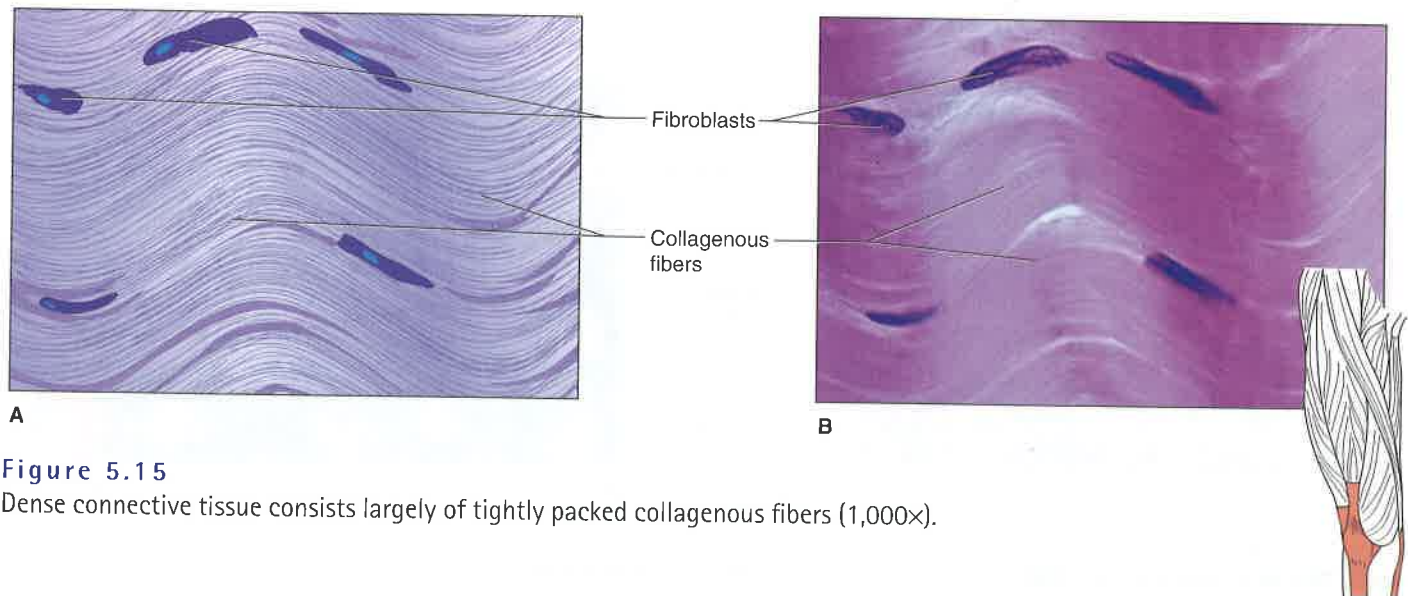 Fibroblasts
Collagenous
fibers
A
B
Figure 5.15
Dense connective tissue consists largely of tightly packed collagenous fibers (1,000×).